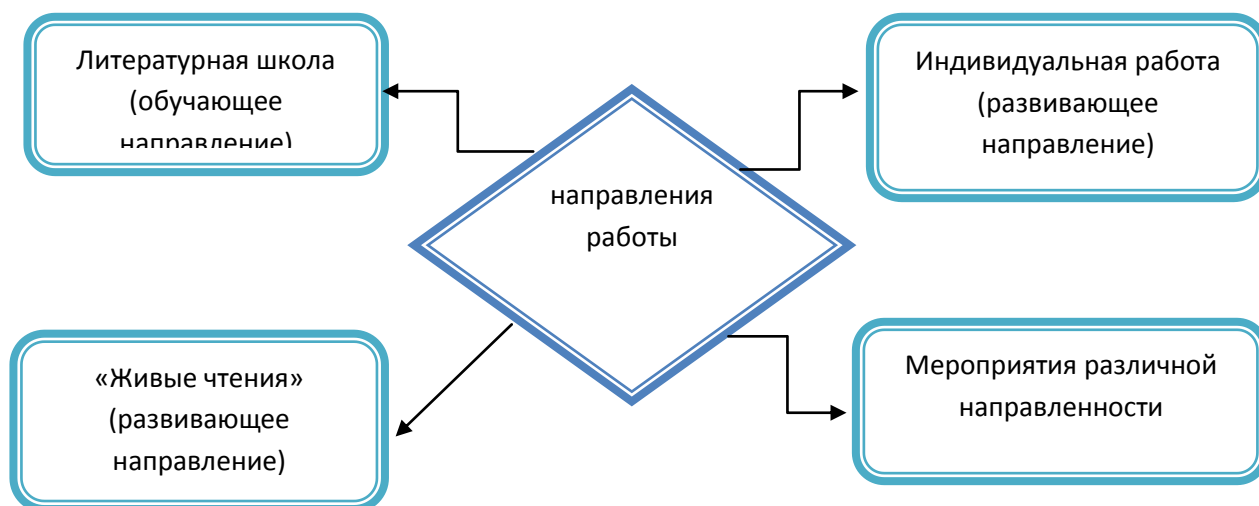 Литературная школа
(обучающее
направление)
Индивидуальная работа
(развивающее
направление)
направления
работы
«Живые чтения»
(развивающее
направление)
Мероприятия различной
направленности